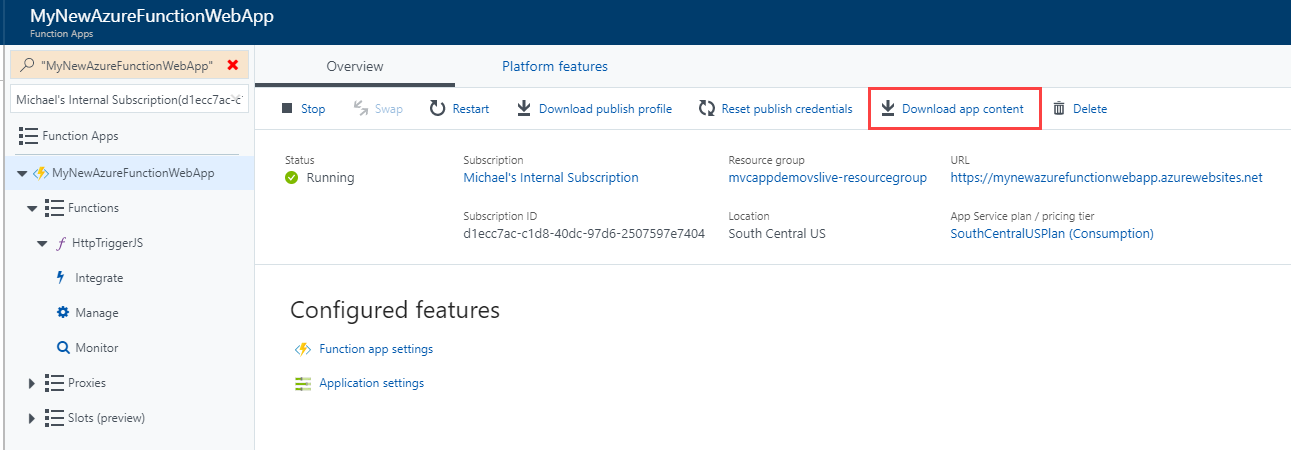 MyNewAzureFunctionWebApp
Function Apps
"MyNewAzureFunctionWebApp"
Michael's Internal Subscription(d1ecc7ac-c1
Function Apps
MyNewAzureFunctionWebApp
Functions
HttpTriggerJS
Integrate
Manage
Monitor
Proxies
Slots (preview)
Overview Platform features
Stop Swap Restart Download publish profile Reset publish credentials Download app content Delete
Status Subscription Resource group URL
Running Michael's Internal Subscription mvcappdemovslive-resourcegroup https://mynewazurefunctionwebapp.azurewebsites.net
Subscription ID Location App Service plan / pricing tier
d1ecc7ac-c1d8-40dc-97d6-2507597e7404 South Central US SouthCentralUSPlan (Consumption)
Configured features
Function app settings
Application settings